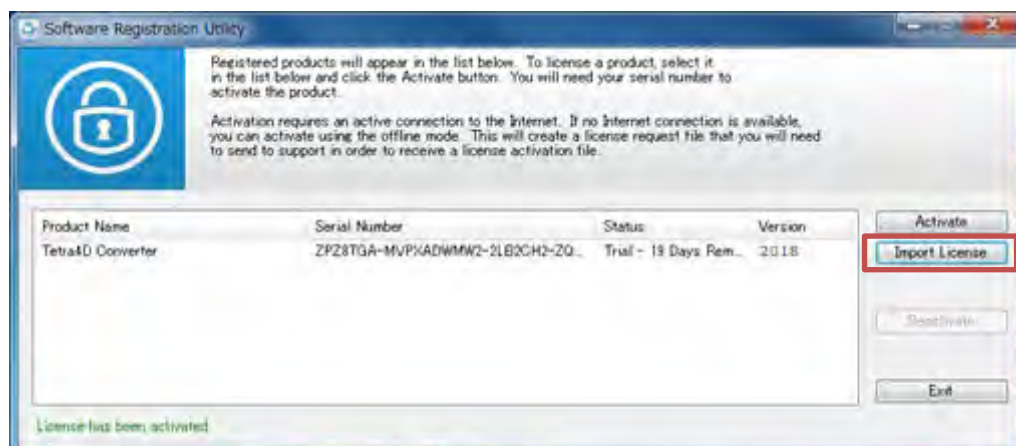 Software Registration Utility
Registered products will appear in the list below. To license a product, select it
in the list below and click the Activate button. You will need your serial number to
activate the product.
Activation requires an active connection to the Internet. If no Internet connection is available,
you can activate using the offline mode. This will create a license request file that you will need
to send to support in order to receive a license activation file.
Product Name Serial Number Status Version
Tetra4D Converter Trial - 19 Days Rem... 2018
Activate
Import License
Deactivate
Exit
License has been activated